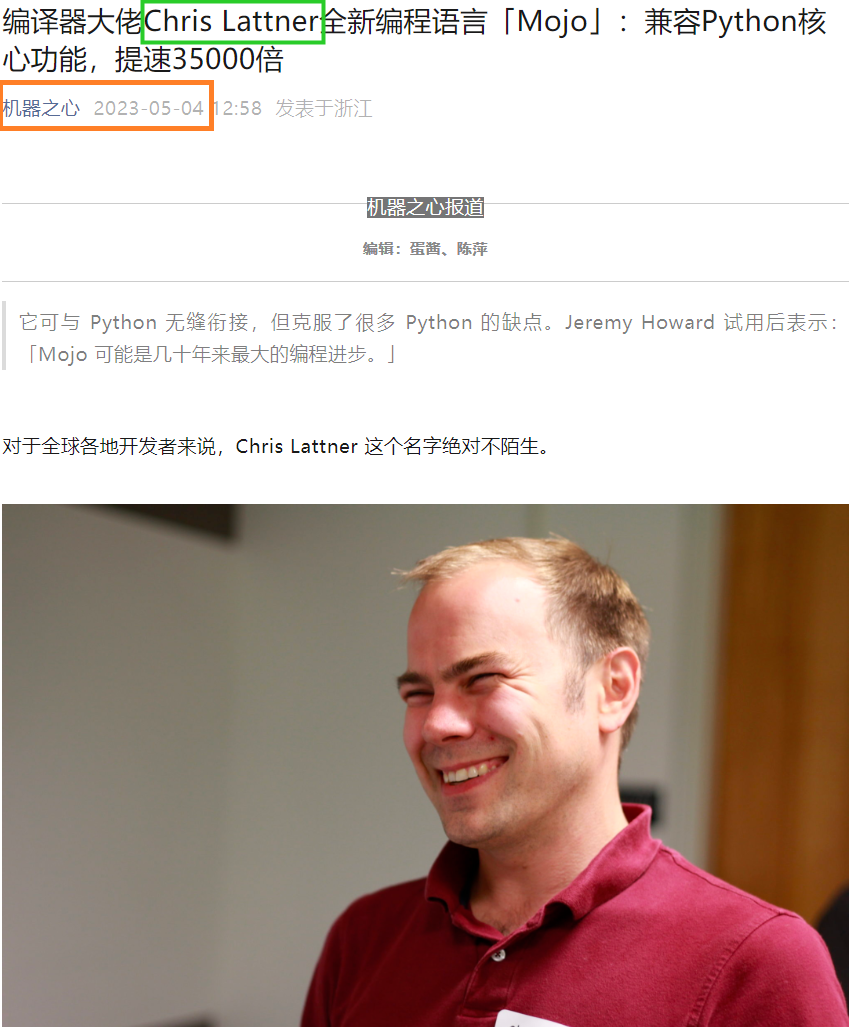 编译器大佬Chris Lattner全新编程语言「Mojo」：兼容Python核
心功能，提速35000倍
机器之心 2023-05-04 12:58 发表于浙江
机器之心报道
编辑：蛋酱、陈萍
它可与 Python 无缝衔接，但克服了很多 Python 的缺点。Jeremy Howard 试用后表示：
「Mojo 可能是几十年来最大的编程进步。」
对于全球各地开发者来说，Chris Lattner 这个名字绝对不陌生。